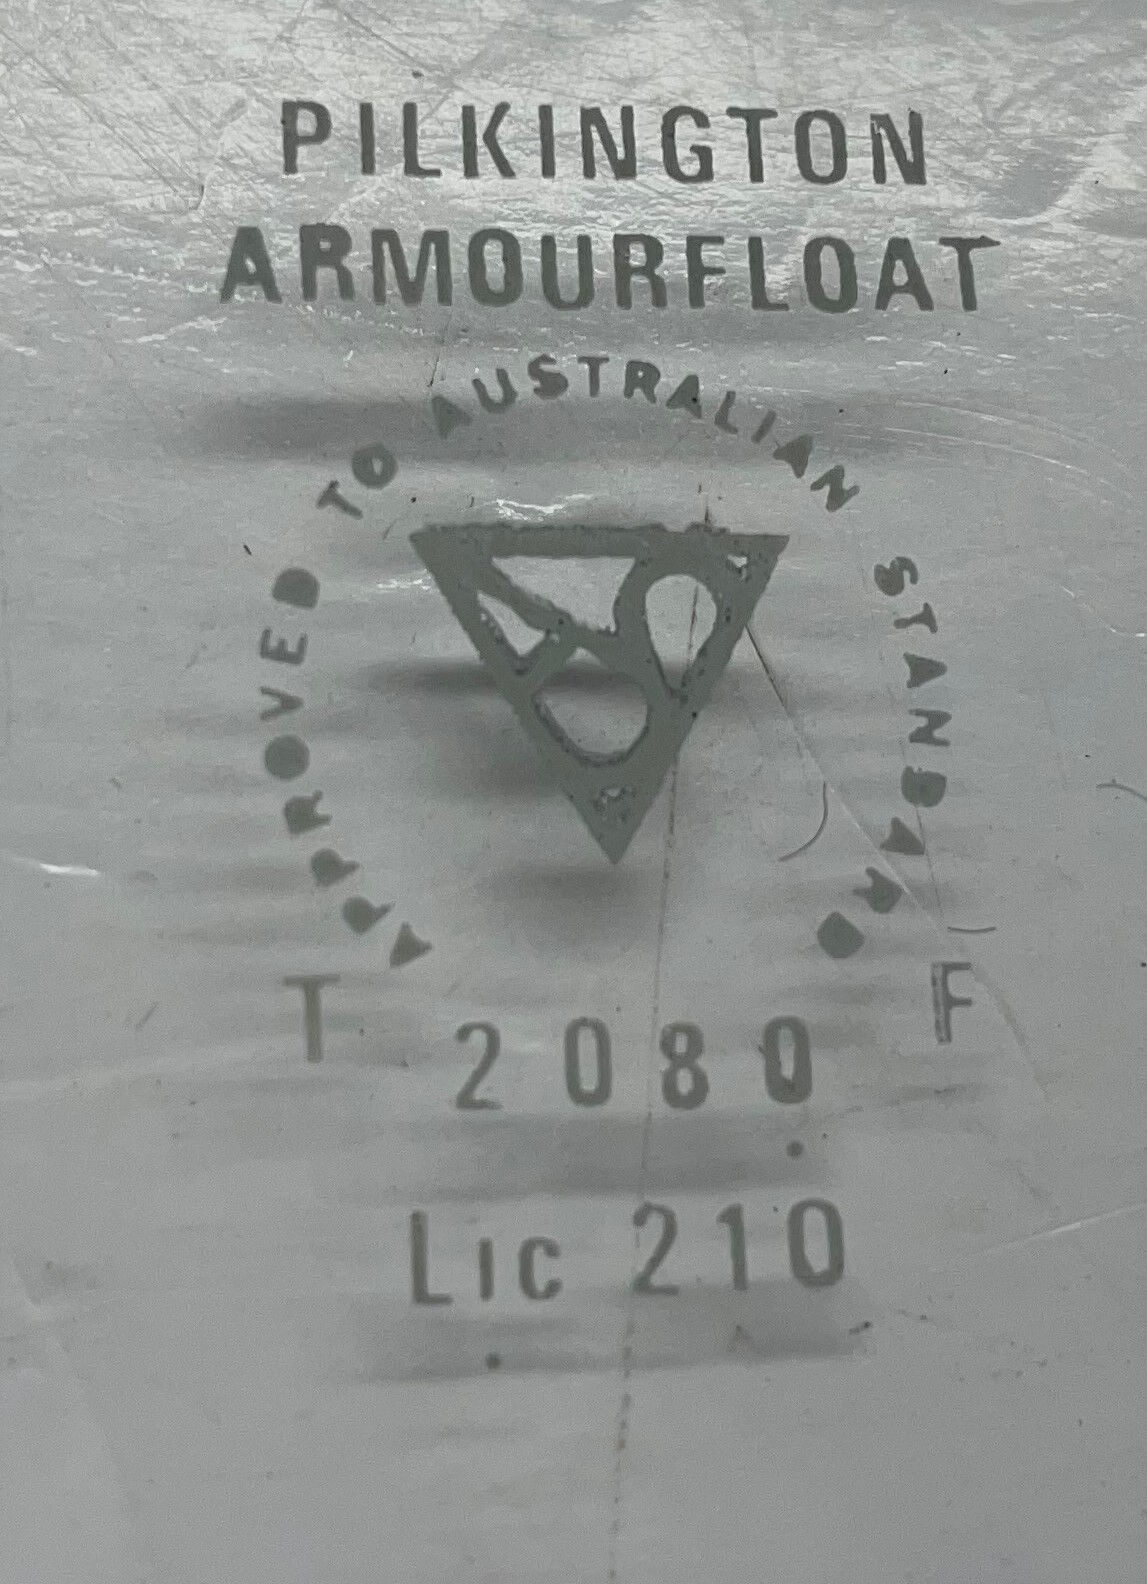 PILKINGTON
ARMOURFLOAT
APPROVED TO AUSTRALIAN STANDARD
T F
2080
Lic 210